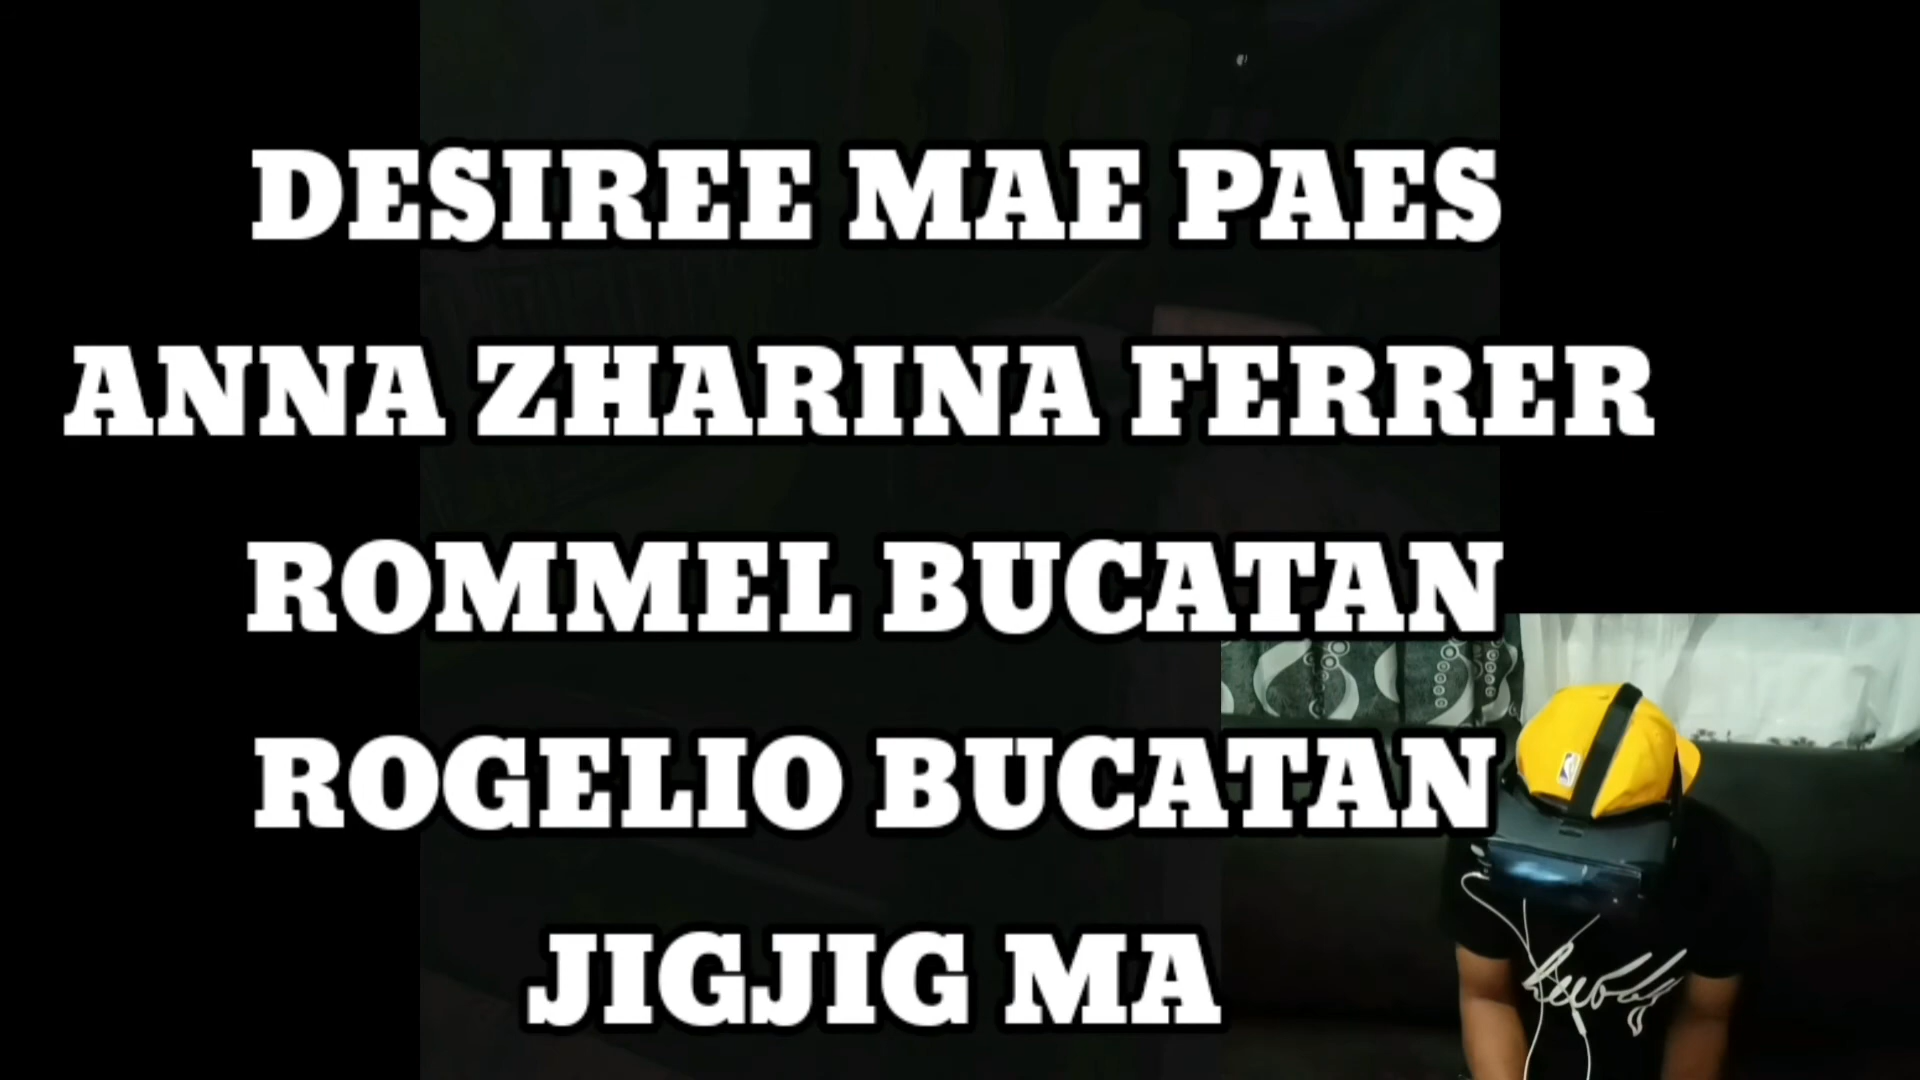 DESIREE MAE PAES
ANNA ZHARINA FERRER
ROMMEL BUCATAN
ROGELIO BUCATAN
JIGJIG MA